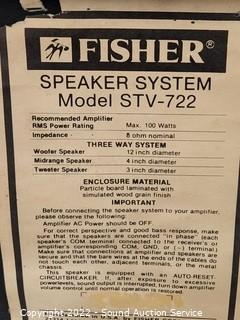 FISHER®
SPEAKER SYSTEM
Model STV-722
Recommended Amplifier
RMS Power Rating - Max. 100 Watts
Impedance - 8 ohm nominal
THREE WAY SYSTEM
Woofer Speaker 12 inch diameter
Midrange Speaker 4 inch diameter
Tweeter Speaker 3 inch diameter
ENCLOSURE MATERIAL
Particle board laminated with
simulated wood grain finish
IMPORTANT
Before connecting the speaker system to your amplifier,
please observe the following:
Amplifier AC Power should be OFF.
For correct perspective and good bass response, make
sure that the speakers are connected "in phase" (each
speaker's COM terminal connected to the receiver's or
amplifier's corresponding COM, GND, or (−) terminal).
Make sure that connections at amplifier and speakers are
secure and that the bare wires at the ends of the cables do
not touch each other, adjacent terminals, or the metal
chassis.
This speaker is equipped with an AUTO-RESET
CIRCUITBREAKER. If, after exposure to excessive
powerlevels, sound output is interrupted, turn down amplifier
volume control until normal operation is restored.
Copyright 2022 - Sound Auction Service